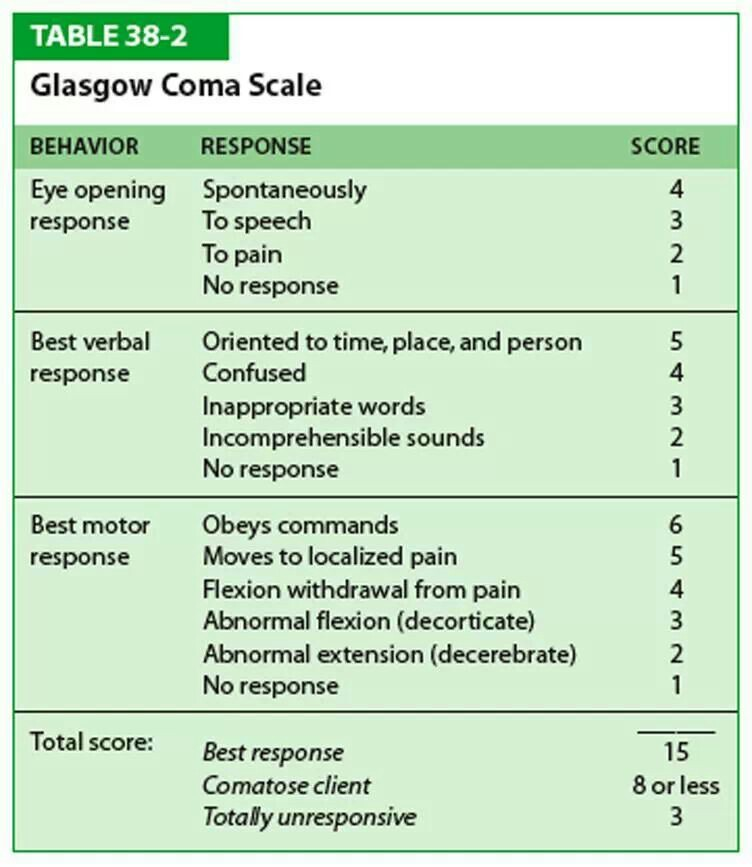 TABLE 38-2
Glasgow Coma Scale
BEHAVIOR RESPONSE SCORE
Eye opening Spontaneously 4
response To speech 3
To pain 2
No response 1
Best verbal Oriented to time, place, and person 5
response Confused 4
Inappropriate words 3
Incomprehensible sounds 2
No response 1
Best motor Obeys commands 6
response Moves to localized pain 5
Flexion withdrawal from pain 4
Abnormal flexion (decorticate) 3
Abnormal extension (decerebrate) 2
No response 1
Total score: Best response 15
Comatose client 8 or less
Totally unresponsive 3